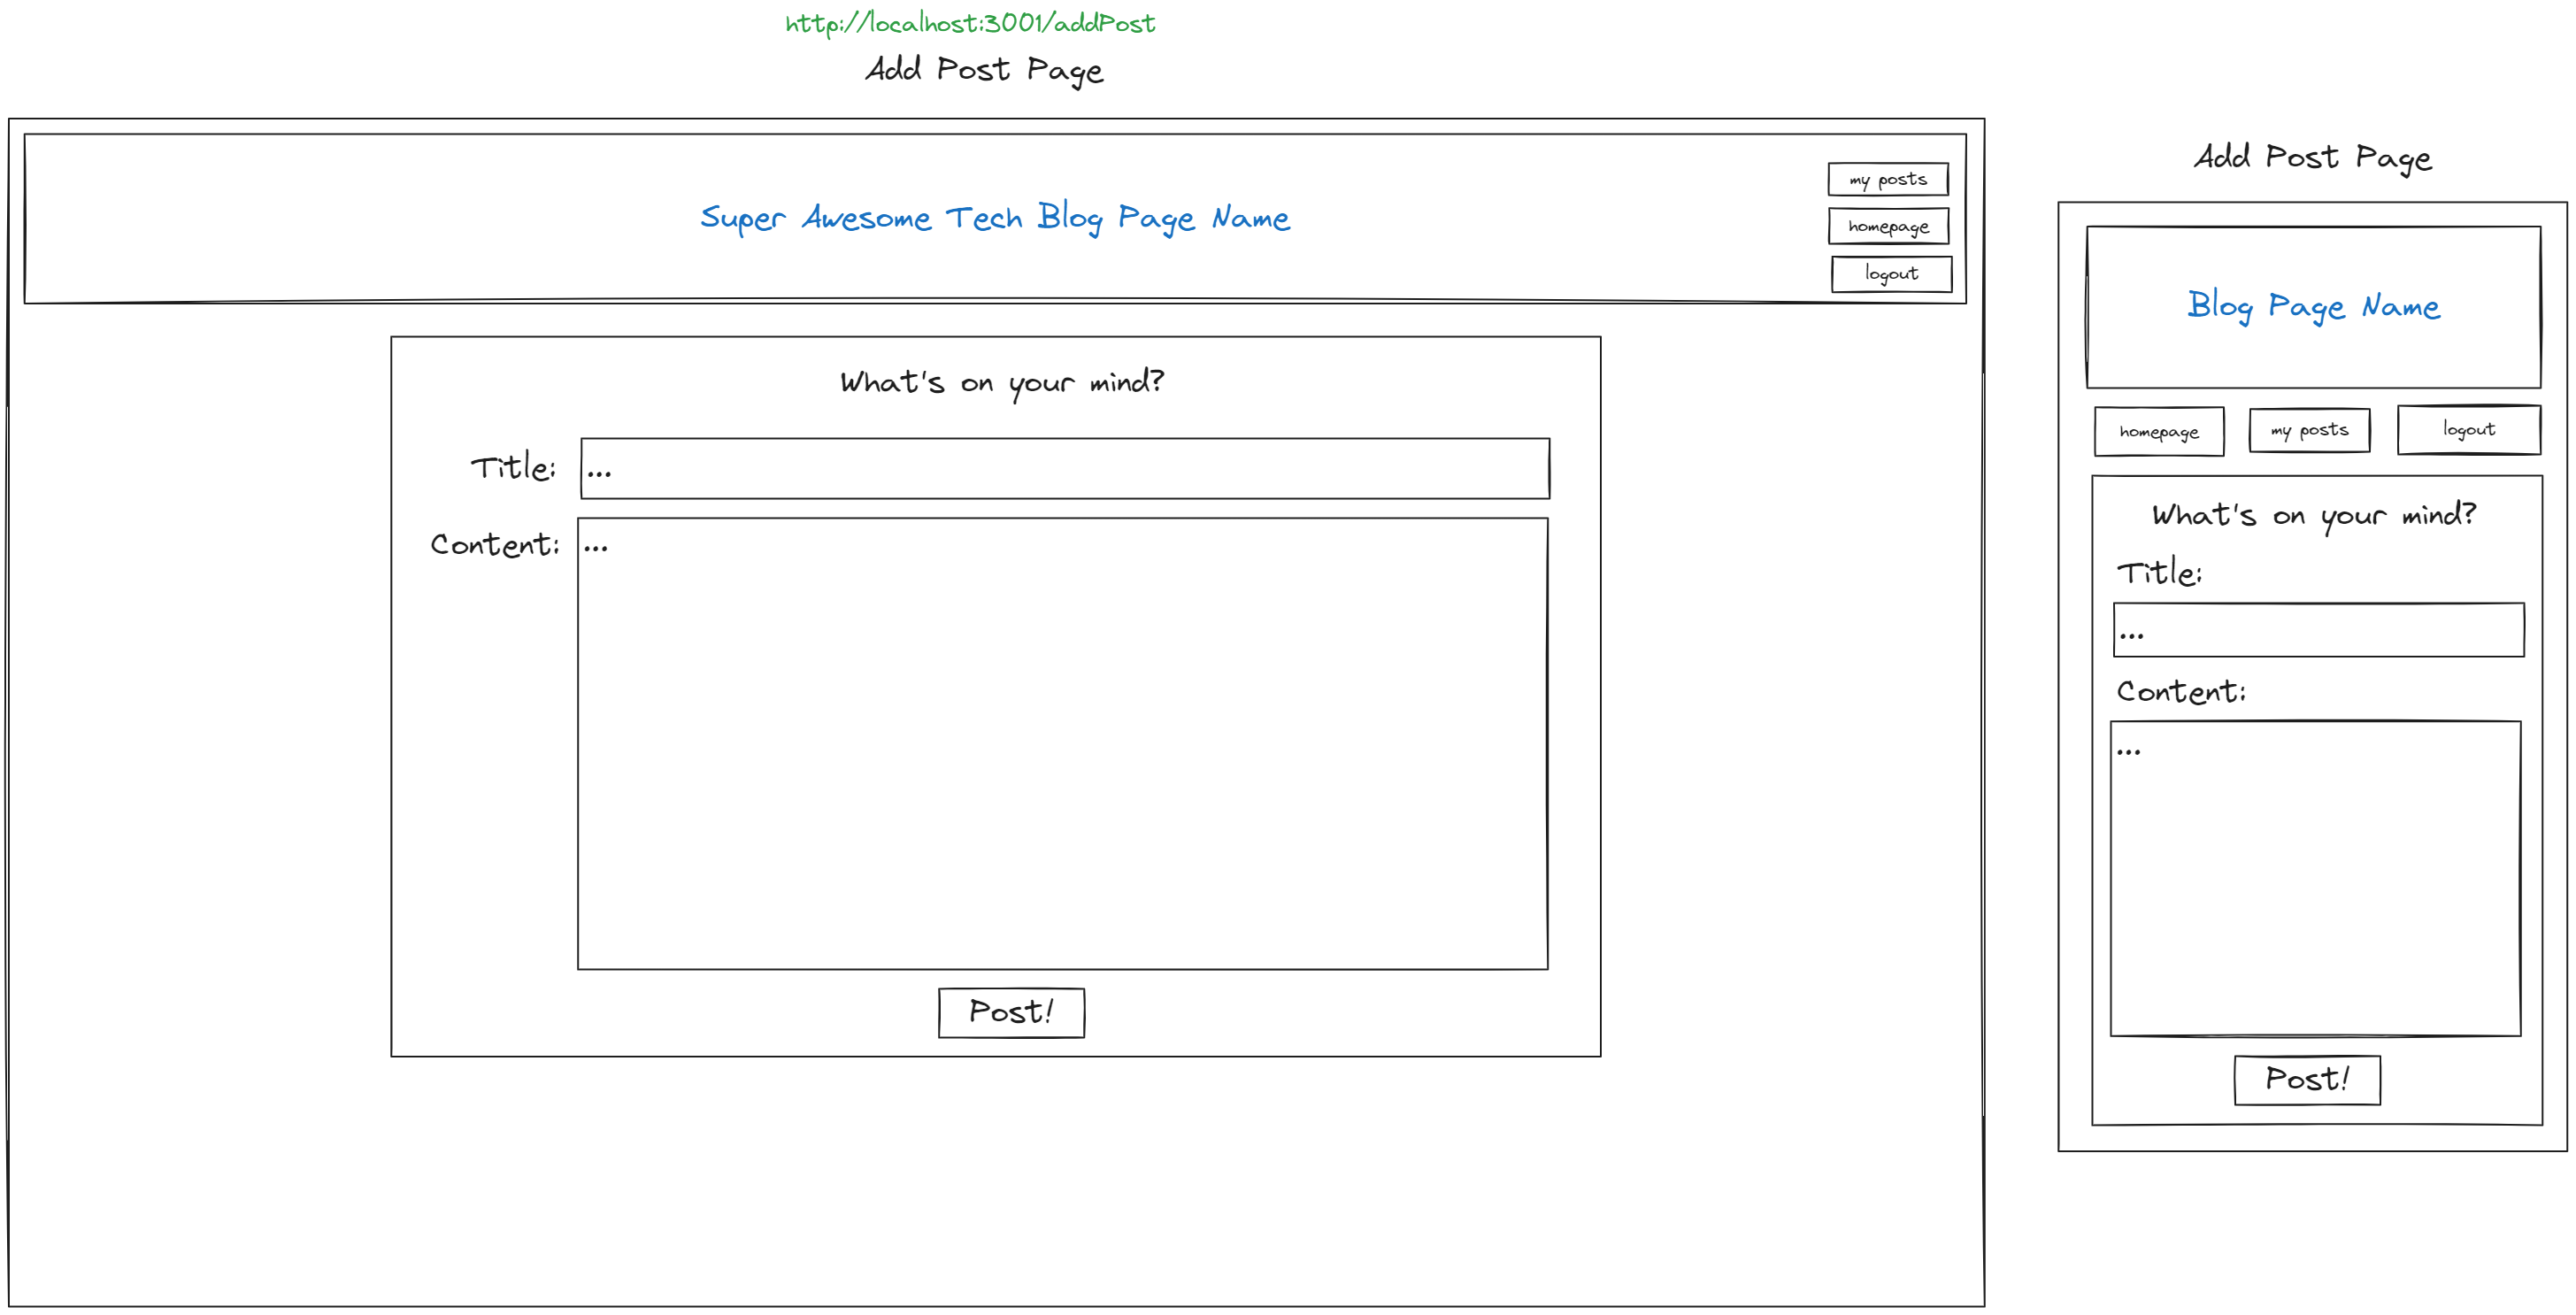 http://localhost:3001/addPost
Add Post Page
Super Awesome Tech Blog Page Name
my posts
homepage
logout
What's on your mind?
Title:
...
Content:
...
Post!
Add Post Page
Blog Page Name
homepage
my posts
logout
What's on your mind?
Title:
...
Content:
...
Post!